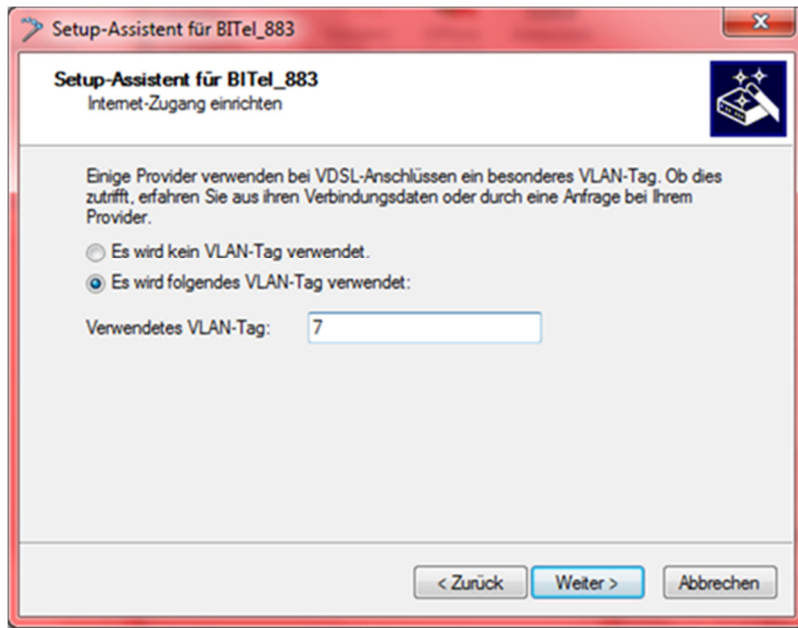 Setup-Assistent für BITel_883
Setup-Assistent für BITel_883
Internet-Zugang einrichten
Einige Provider verwenden bei VDSL-Anschlüssen ein besonderes VLAN-Tag. Ob dies
zutrifft, erfahren Sie aus ihren Verbindungsdaten oder durch eine Anfrage bei Ihrem
Provider.
Es wird kein VLAN-Tag verwendet.
Es wird folgendes VLAN-Tag verwendet:
Verwendetes VLAN-Tag: 7
< Zurück Weiter > Abbrechen